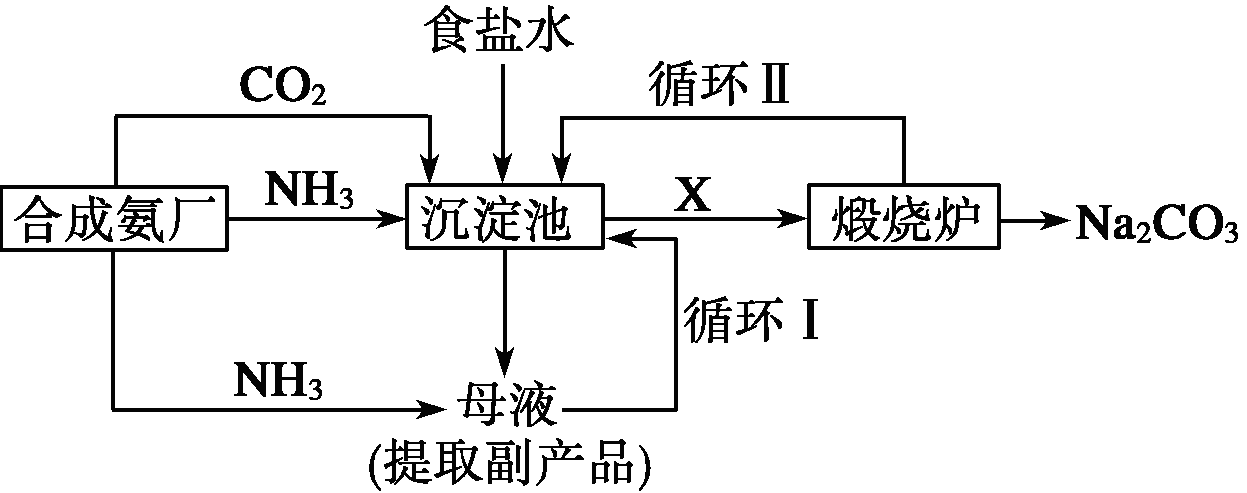 食盐水
CO₂
循环Ⅱ
合成氨厂
NH₃
沉淀池
X
煅烧炉
Na₂CO₃
循环Ⅰ
NH₃
母液
(提取副产品)